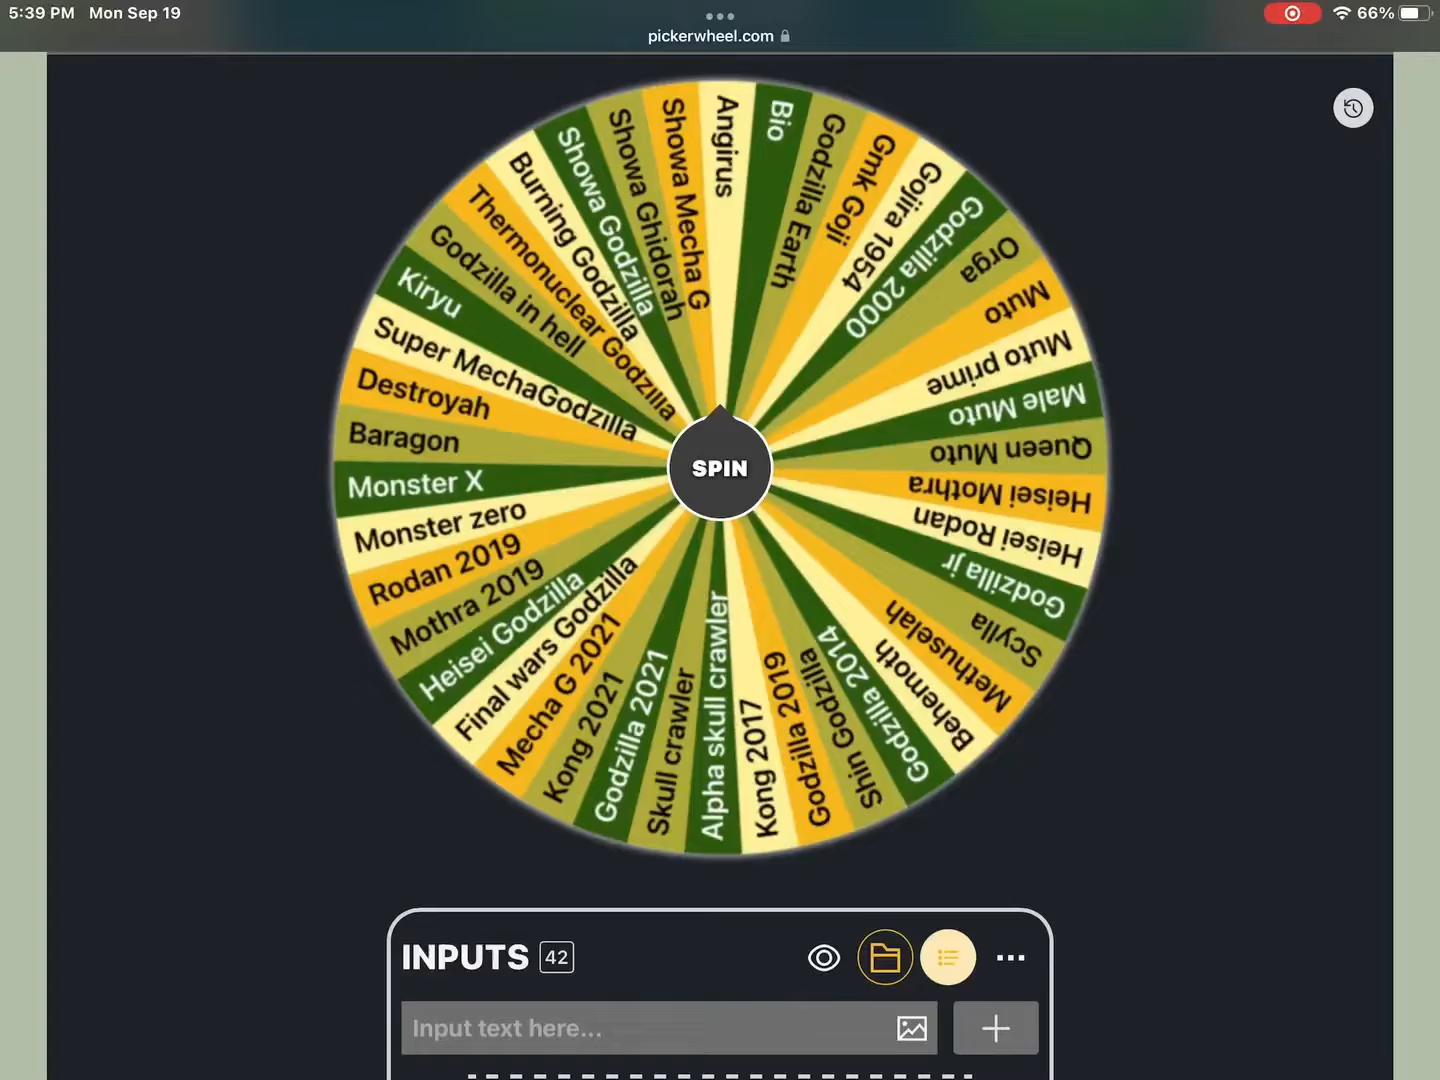 5:39 PM Mon Sep 19
66%
pickerwheel.com
Angirus
Bio
Godzilla Earth
Gmk Goji
Gojira 1954
Godzilla 2000
Orga
Muto
Muto prime
Male Muto
Queen Muto
Heisei Mothra
Heisei Rodan
Godzilla jr
Scylla
Methuselah
Behemoth
Godzilla 2014
Shin Godzilla
Godzilla 2019
Kong 2017
Alpha skull crawler
Skull crawler
Godzilla 2021
Kong 2021
Mecha G 2021
Final wars Godzilla
Heisei Godzilla
Mothra 2019
Rodan 2019
Monster zero
Monster X
Baragon
Destroyah
Super MechaGodzilla
Kiryu
Godzilla in hell
Thermonuclear Godzilla
Burning Godzilla
Showa Godzilla
Showa Ghidorah
Showa Mecha G
SPIN
INPUTS 42
Input text here...